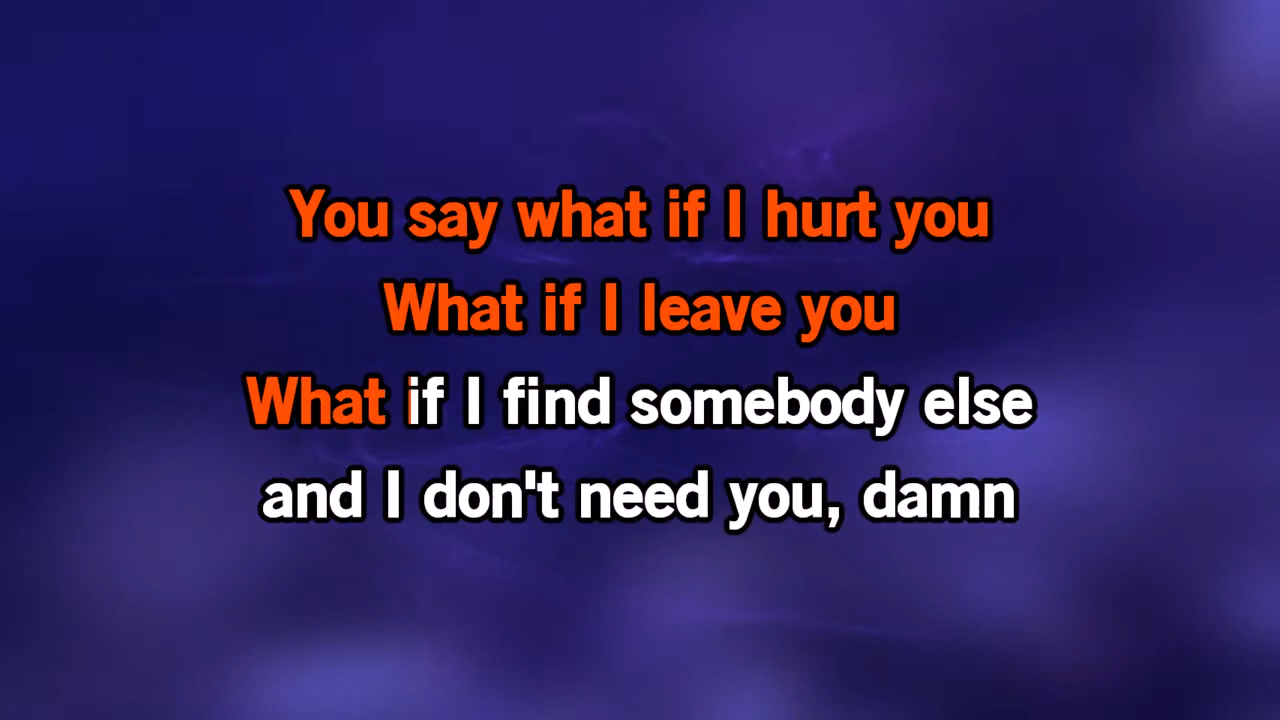 You say what if I hurt you
What if I leave you
What if I find somebody else
and I don't need you, damn